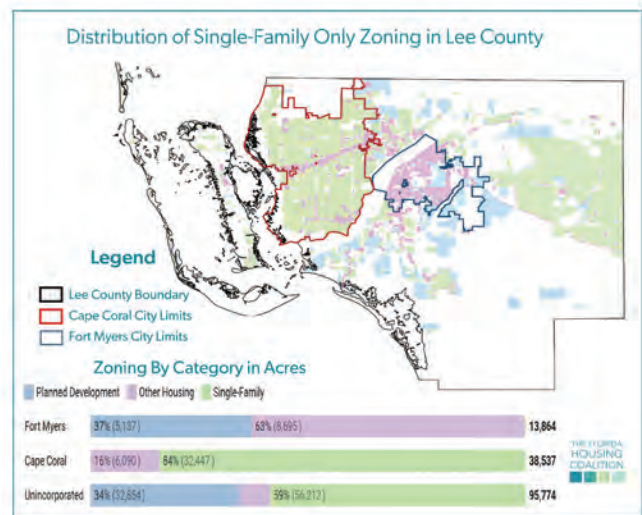 Distribution of Single-Family Only Zoning in Lee County
Legend
Lee County Boundary
Cape Coral City Limits
Fort Myers City Limits
Zoning By Category in Acres
Planned Development Other Housing Single-Family
Fort Myers 37% (5,137) 63% (8,695) 13,864
Cape Coral 16% (6,090) 84% (32,447) 38,537
Unincorporated 34% (32,854) 59% (56,212) 95,774
THE FLORIDA
HOUSING
COALITION